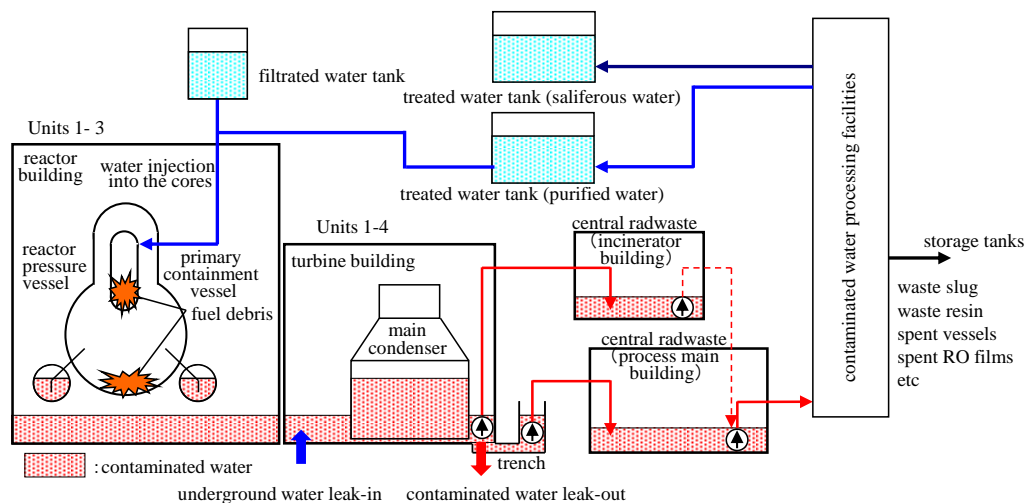 filtrated water tank
treated water tank (saliferous water)
Units 1- 3
reactor
building
water injection
into the cores
treated water tank (purified water)
contaminated water processing facilities
Units 1-4
central radwaste
（incinerator
building）
storage tanks
reactor
pressure
vessel
primary
containment
vessel
turbine building
fuel debris
waste slug
waste resin
spent vessels
spent RO films
etc
main
condenser
central radwaste
（process main
building）
:contaminated water
trench
underground water leak-in
contaminated water leak-out